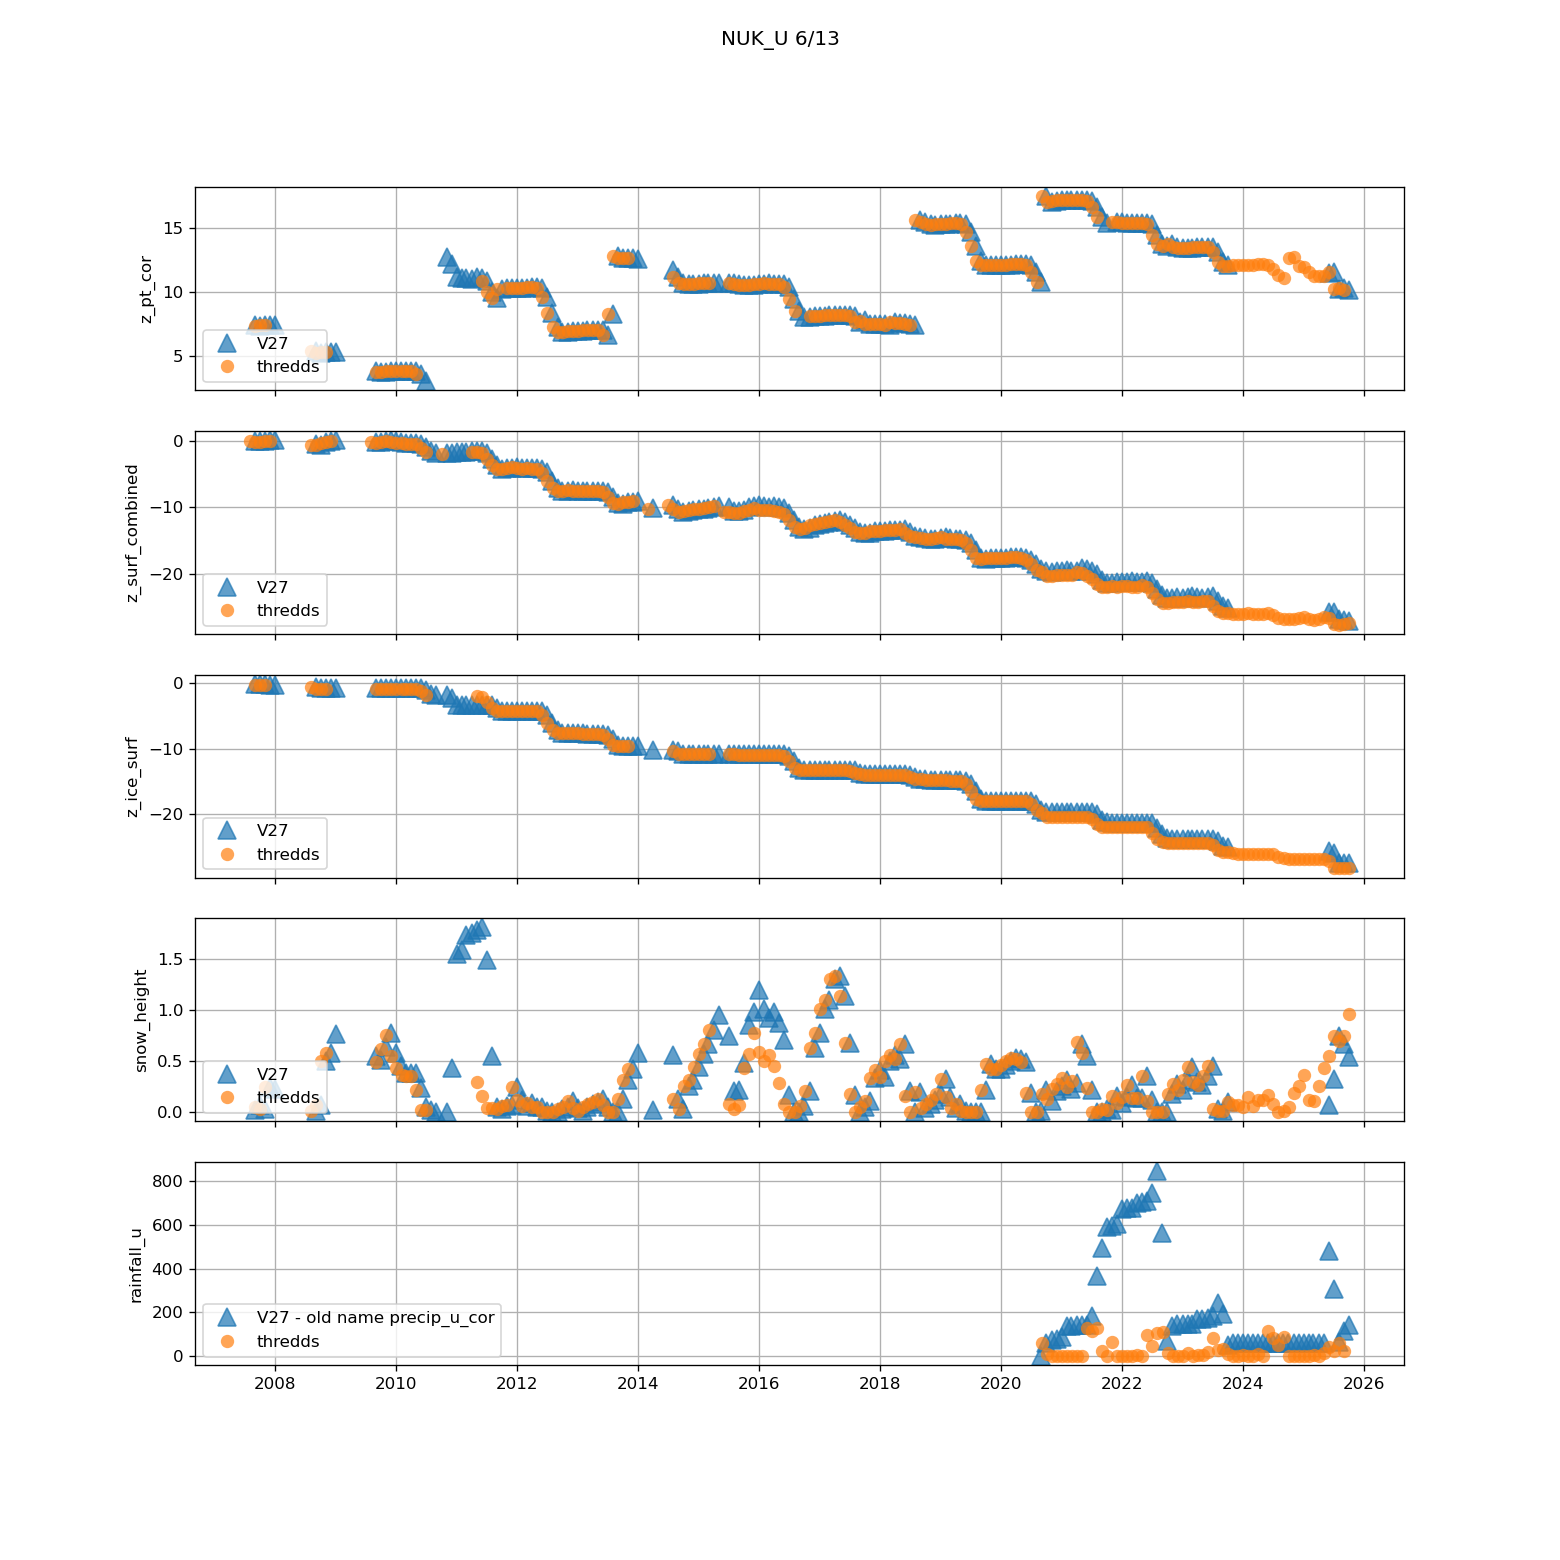 NUK_U 6/13
z_pt_cor
15
10
5
V27
thredds
z_surf_combined
0
−10
−20
V27
thredds
z_ice_surf
0
−10
−20
V27
thredds
snow_height
1.5
1.0
0.5
0.0
V27
thredds
rainfall_u
800
600
400
200
0
V27 - old name precip_u_cor
thredds
2008 2010 2012 2014 2016 2018 2020 2022 2024 2026